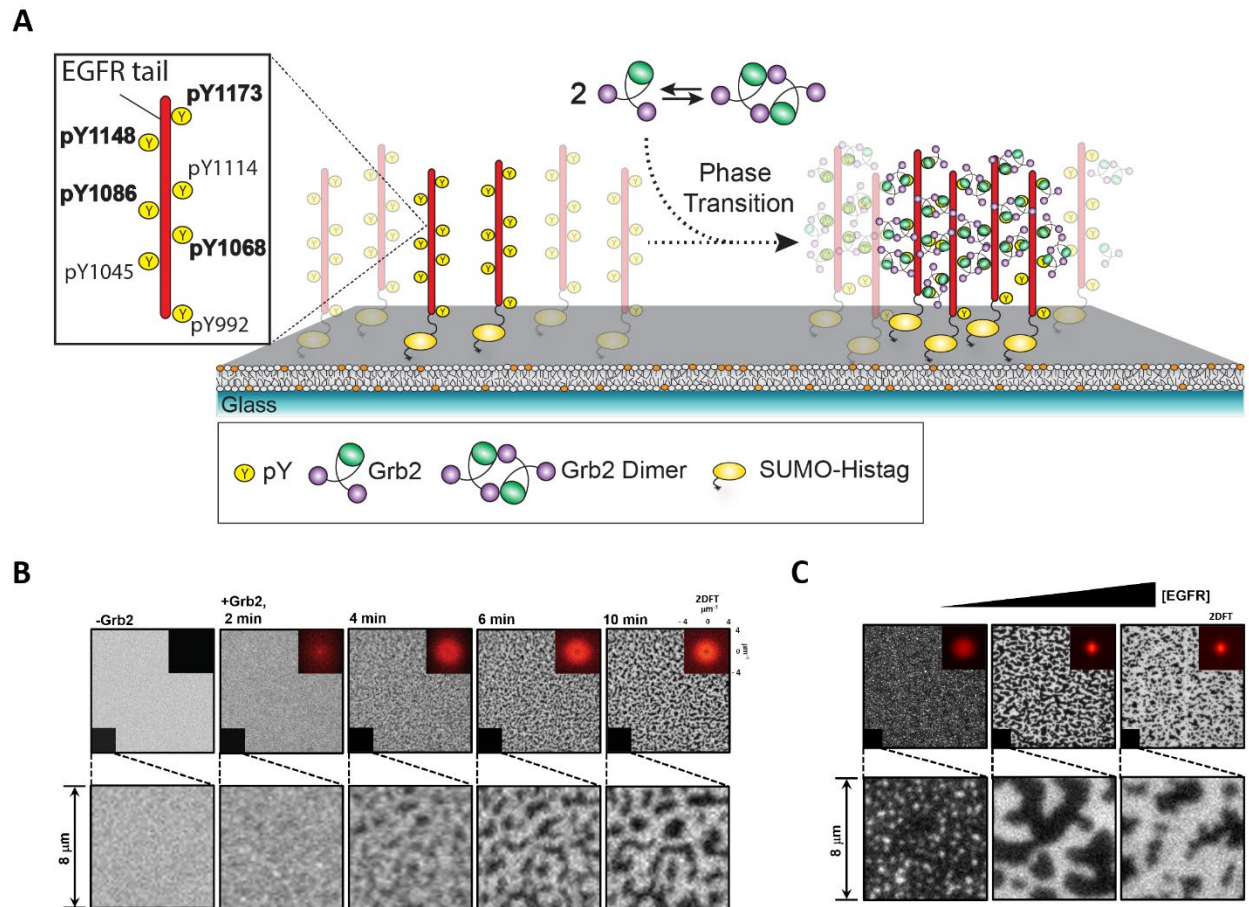 A
EGFR tail
pY1173
pY1148
pY1114
pY1086
pY1068
pY1045
pY992
2
Phase
Transition
Y Y Y Y Y Y
Glass
Y pY
Grb2
Grb2 Dimer
SUMO-Histag
B
-Grb2
+Grb2,
2 min
4 min
6 min
10 min
2DFT
μm⁻¹
-4 0 4
4
0
-4
μm⁻¹
8 μm
C
[EGFR]
2DFT
8 μm